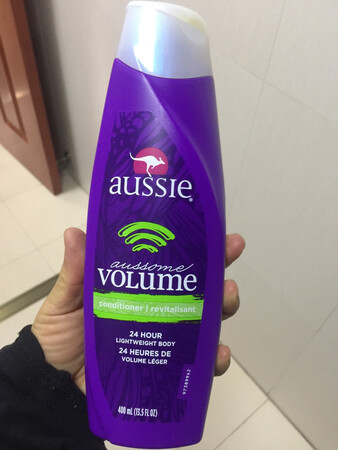 aussie
aussome
VOLUME
conditioner | revitalisant
24 HOUR
LIGHTWEIGHT BODY
24 HEURES DE
VOLUME LÉGER
400 mL (13.5 FL OZ)
97389942